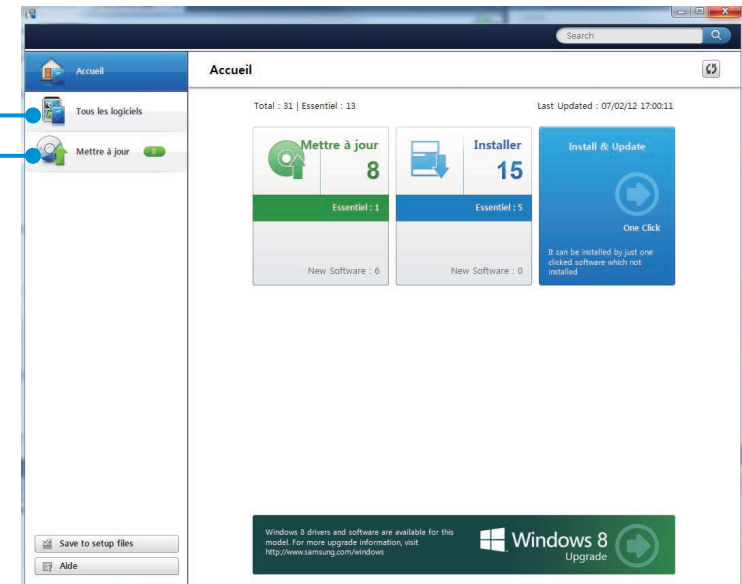 Search
Accueil
Accueil
Tous les logiciels
Mettre à jour
Total : 31 | Essentiel : 13
Last Updated : 07/02/12 17:00:11
Mettre à jour
8
Essentiel : 1
New Software : 6
Installer
15
Essentiel : 5
New Software : 0
Install & Update
One Click
It can be installed by just one
clicked software which not
installed
Windows 8 drivers and software are available for this
model. For more upgrade information, visit
http://www.samsung.com/windows
Windows 8
Upgrade
Save to setup files
Aide